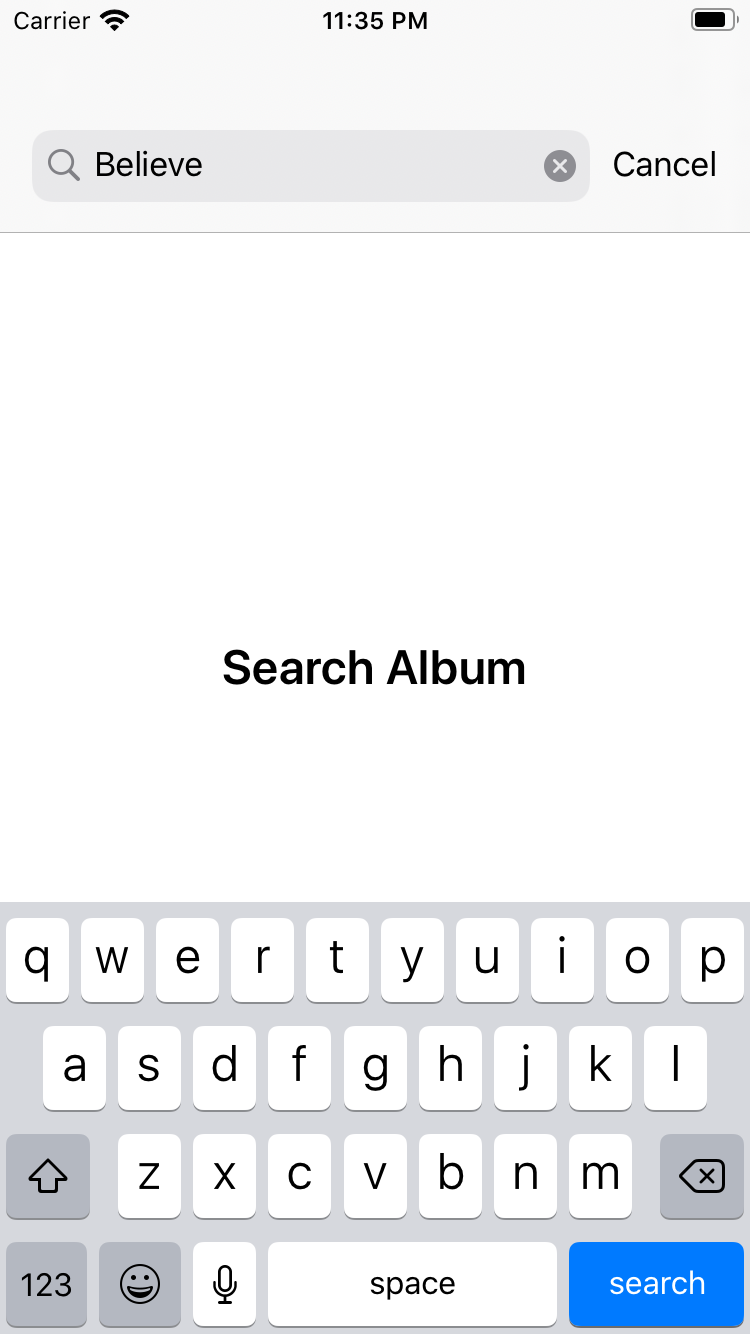 Carrier 11:35 PM
Believe Cancel
Search Album
q w e r t y u i o p
a s d f g h j k l
z x c v b n m
123 space search